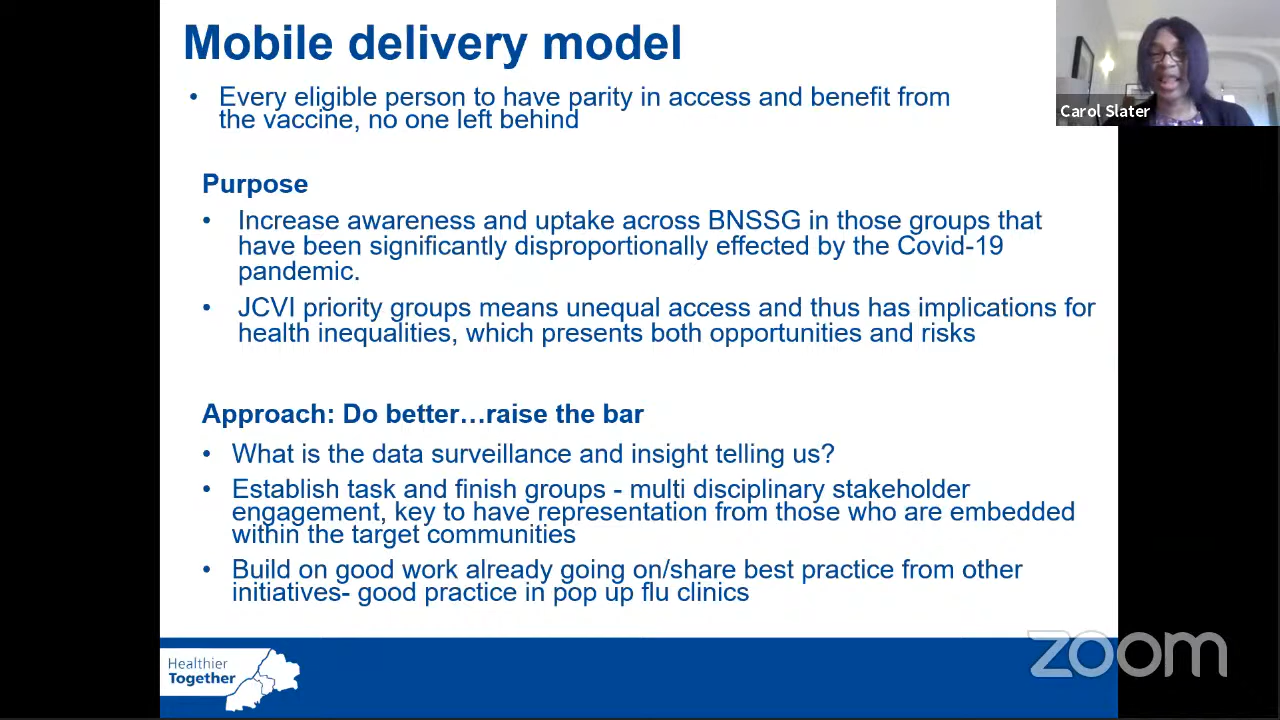 Mobile delivery model
• Every eligible person to have parity in access and benefit from
the vaccine, no one left behind
Carol Slater
Purpose
• Increase awareness and uptake across BNSSG in those groups that
have been significantly disproportionally effected by the Covid-19
pandemic.
• JCVI priority groups means unequal access and thus has implications for
health inequalities, which presents both opportunities and risks
Approach: Do better…raise the bar
• What is the data surveillance and insight telling us?
• Establish task and finish groups - multi disciplinary stakeholder
engagement, key to have representation from those who are embedded
within the target communities
• Build on good work already going on/share best practice from other
initiatives- good practice in pop up flu clinics
Healthier
Together
zoom